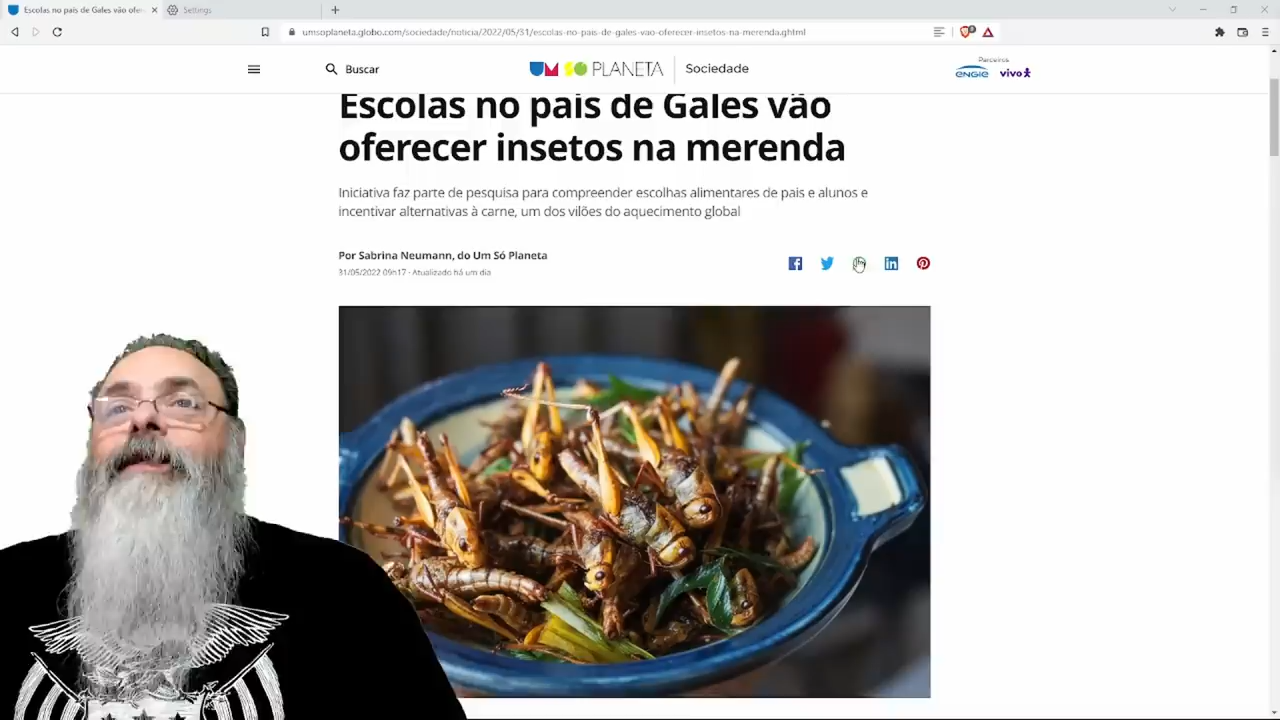 Escolas no país de Gales vão ofer
Settings
umsoplaneta.globo.com/sociedade/noticia/2022/05/31/escolas-no-pais-de-gales-vao-oferecer-insetos-na-merenda.ghtml
Buscar
UM SÓ PLANETA
Sociedade
Parceiros
ENGIE
vivo
Escolas no país de Gales vão
oferecer insetos na merenda
Iniciativa faz parte de pesquisa para compreender escolhas alimentares de pais e alunos e
incentivar alternativas à carne, um dos vilões do aquecimento global
Por Sabrina Neumann, do Um Só Planeta
31/05/2022 09h17 · Atualizado há um dia